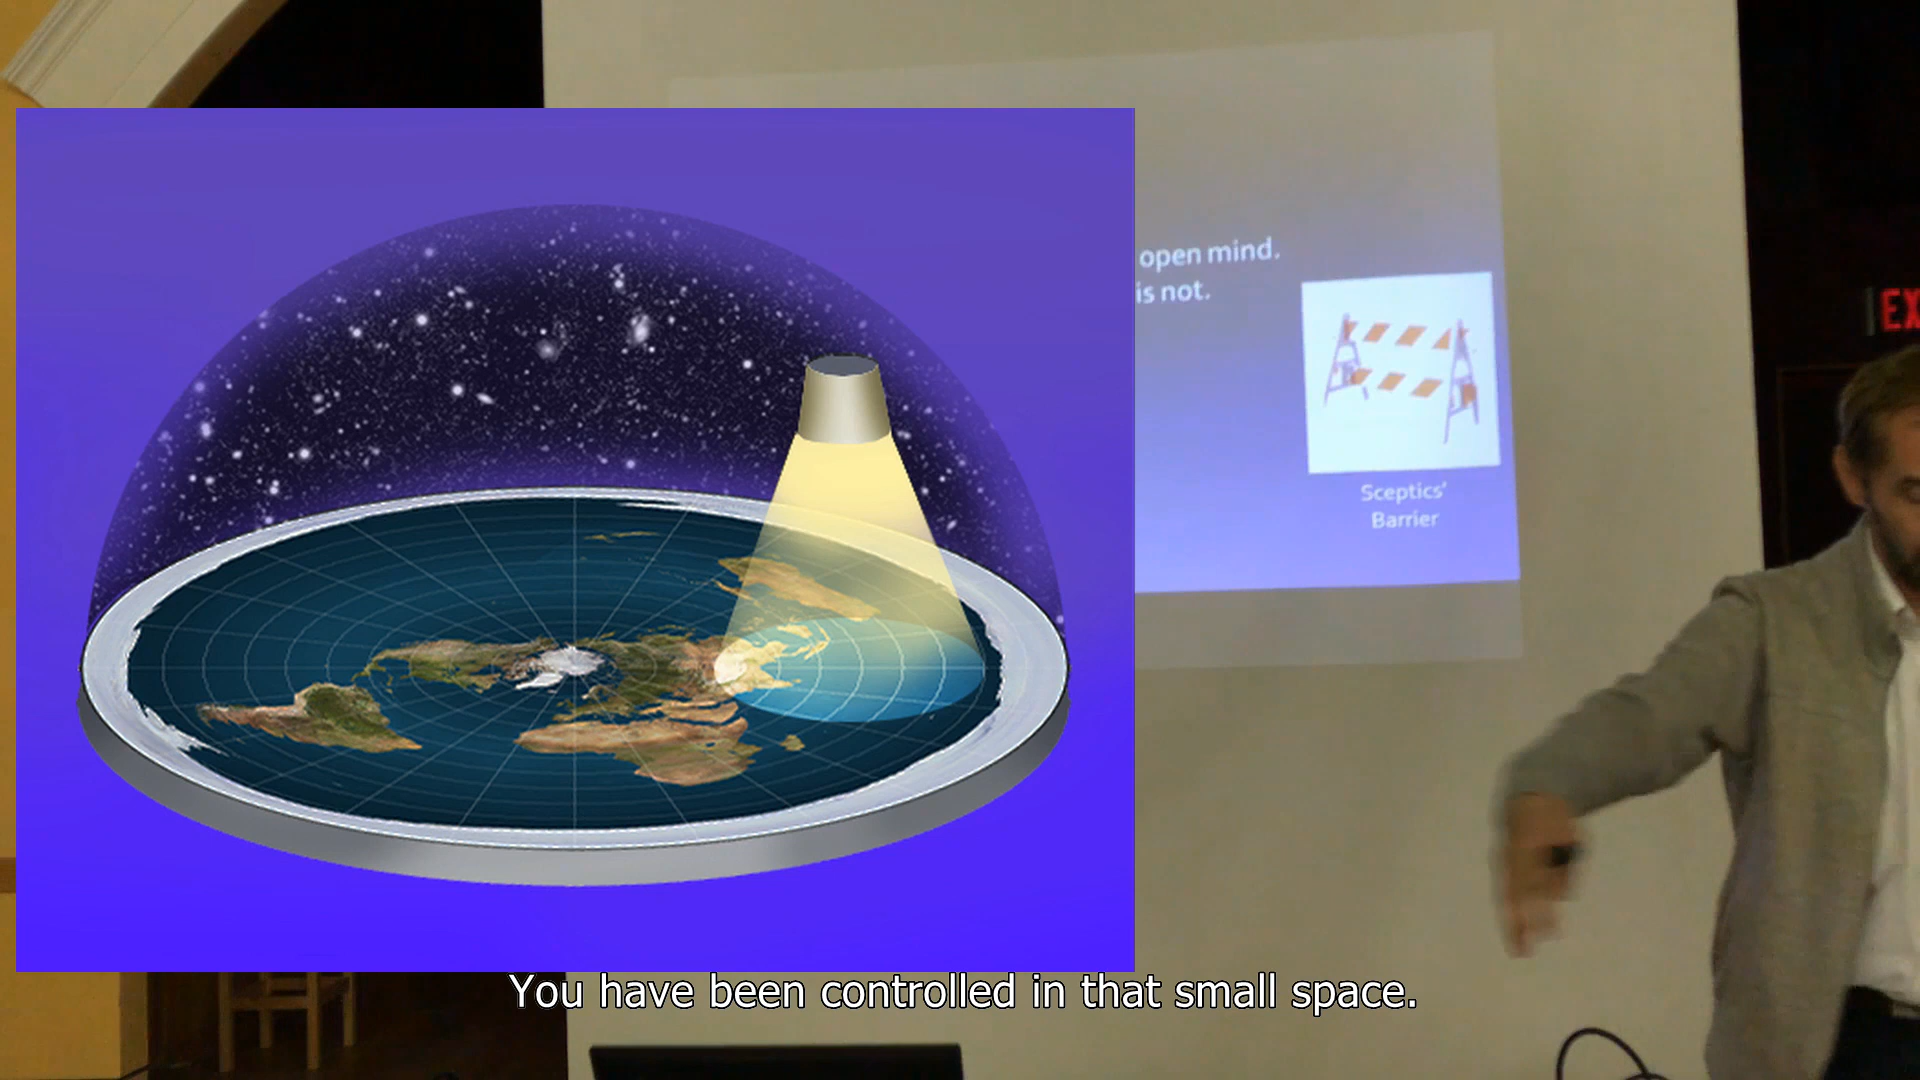 open mind.
is not.
EX
Sceptics'
Barrier
You have been controlled in that small space.